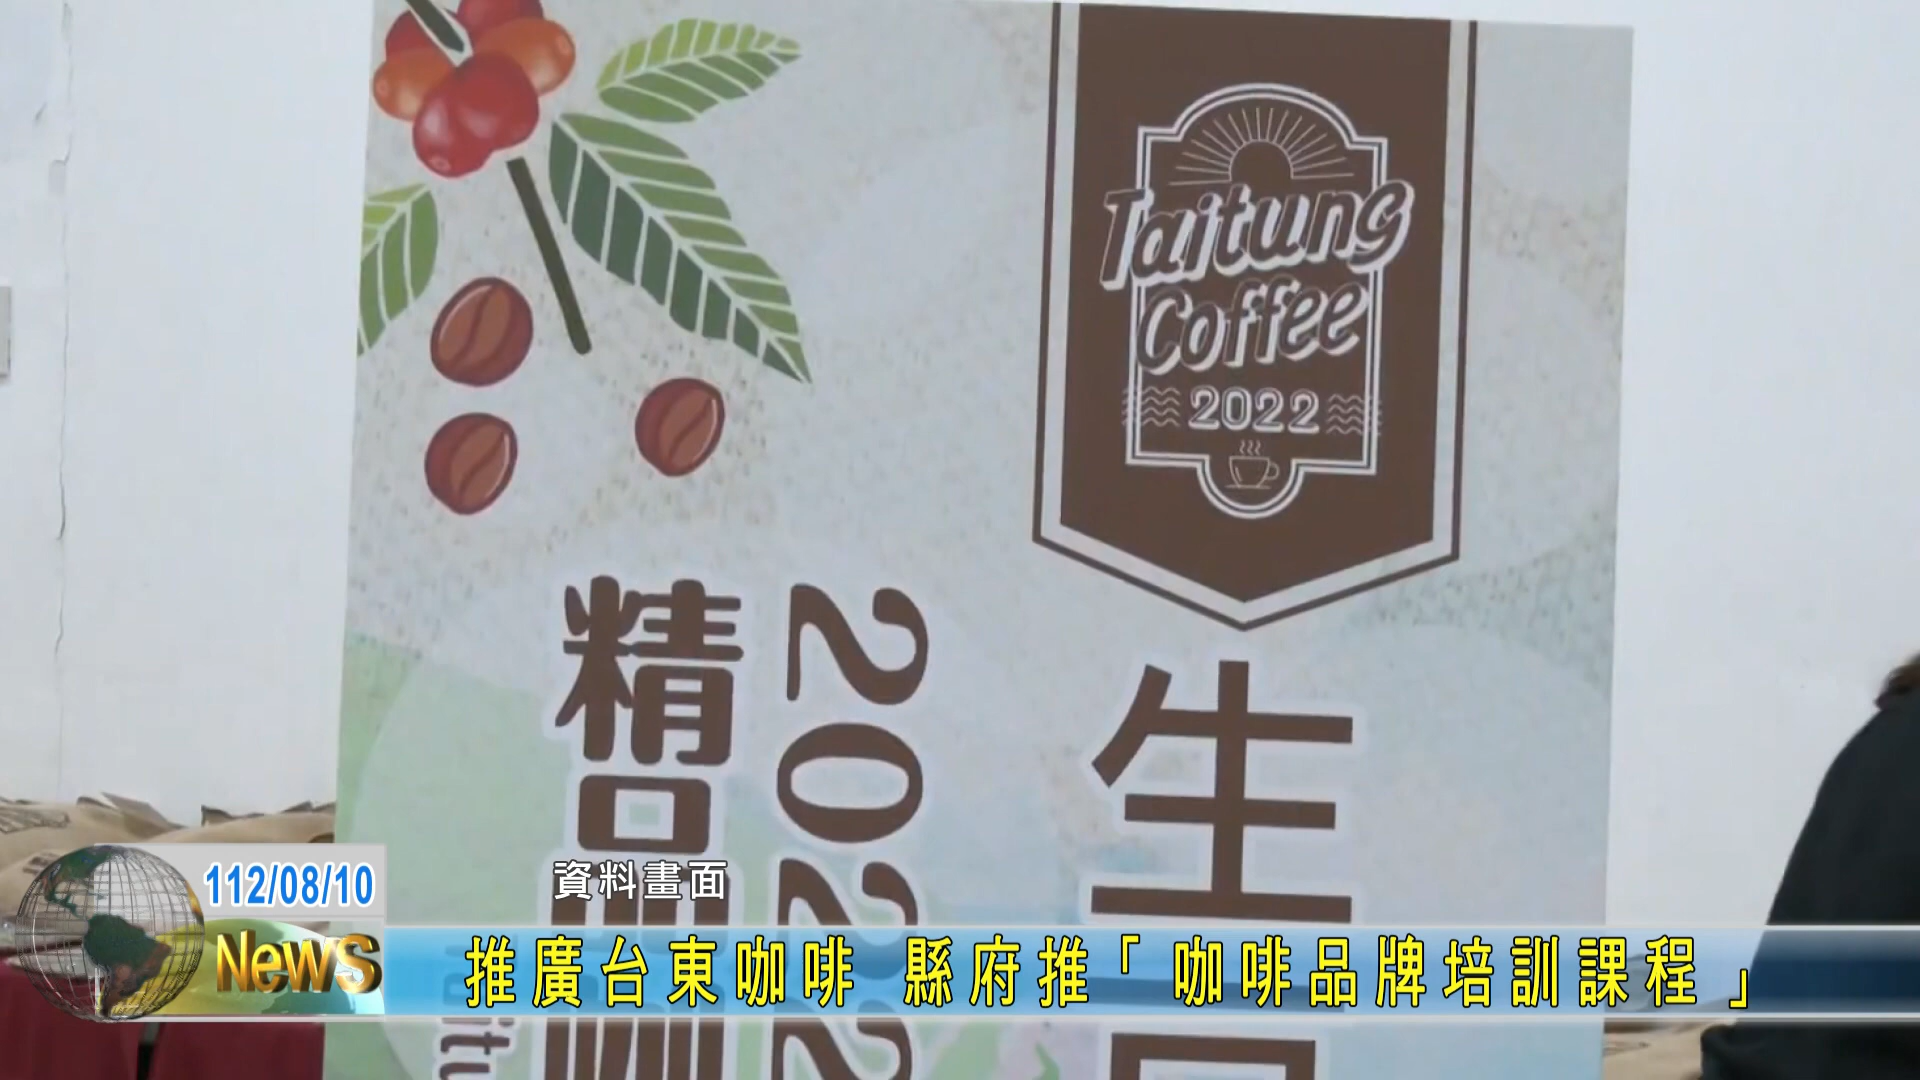 Taitung
Coffee
2022
生
2022
精品
112/08/10
資料畫面
News
推廣台東咖啡 縣府推「咖啡品牌培訓課程」